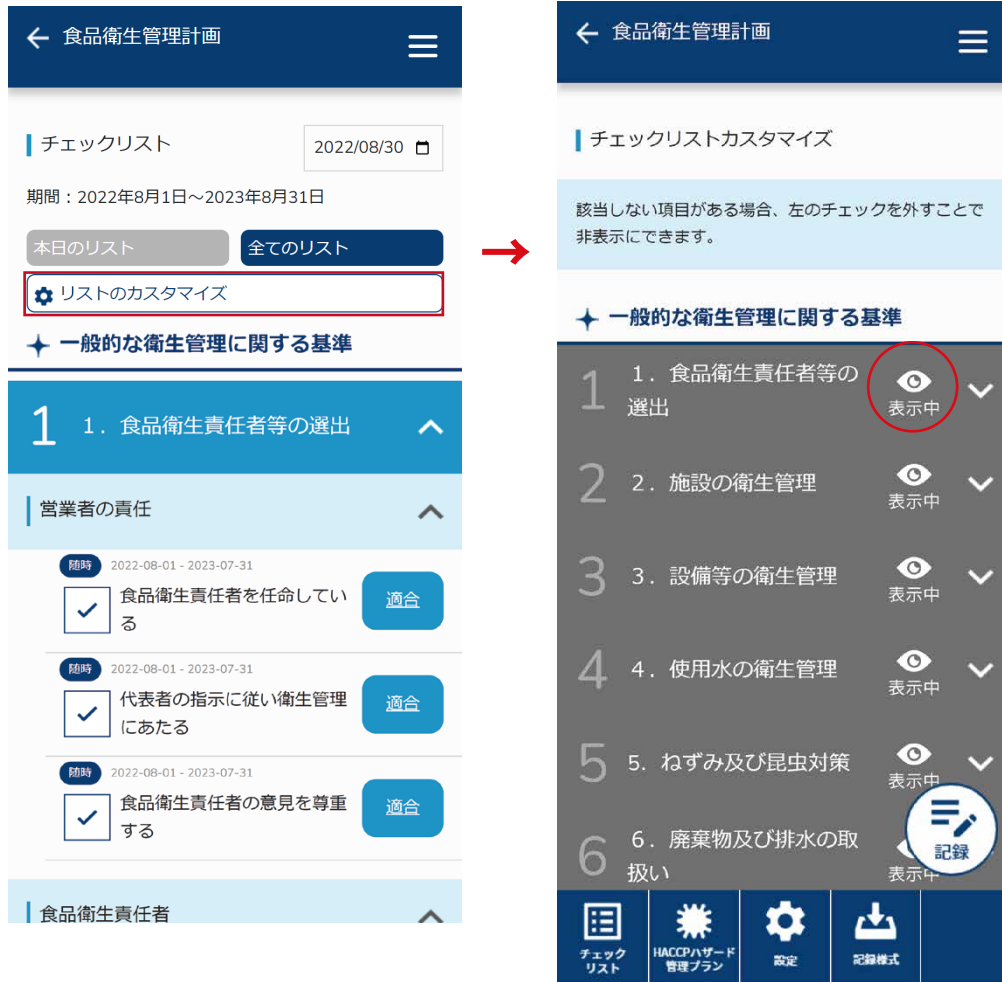 食品衛生管理計画
チェックリスト
2022/08/30
期間：2022年8月1日～2023年8月31日
本日のリスト
全てのリスト
リストのカスタマイズ
一般的な衛生管理に関する基準
1 1．食品衛生責任者等の選出
営業者の責任
随時 2022-08-01 - 2023-07-31
食品衛生責任者を任命してい
る
適合
随時 2022-08-01 - 2023-07-31
代表者の指示に従い衛生管理
にあたる
適合
随時 2022-08-01 - 2023-07-31
食品衛生責任者の意見を尊重
する
適合
食品衛生責任者
食品衛生管理計画
チェックリストカスタマイズ
該当しない項目がある場合、左のチェックを外すことで
非表示にできます。
一般的な衛生管理に関する基準
1 1．食品衛生責任者等の
選出
表示中
2 2．施設の衛生管理
表示中
3 3．設備等の衛生管理
表示中
4 4．使用水の衛生管理
表示中
5 5．ねずみ及び昆虫対策
表示中
6 6．廃棄物及び排水の取
扱い
表示中
記録
チェック
リスト
HACCPハザード
管理プラン
設定
記録様式